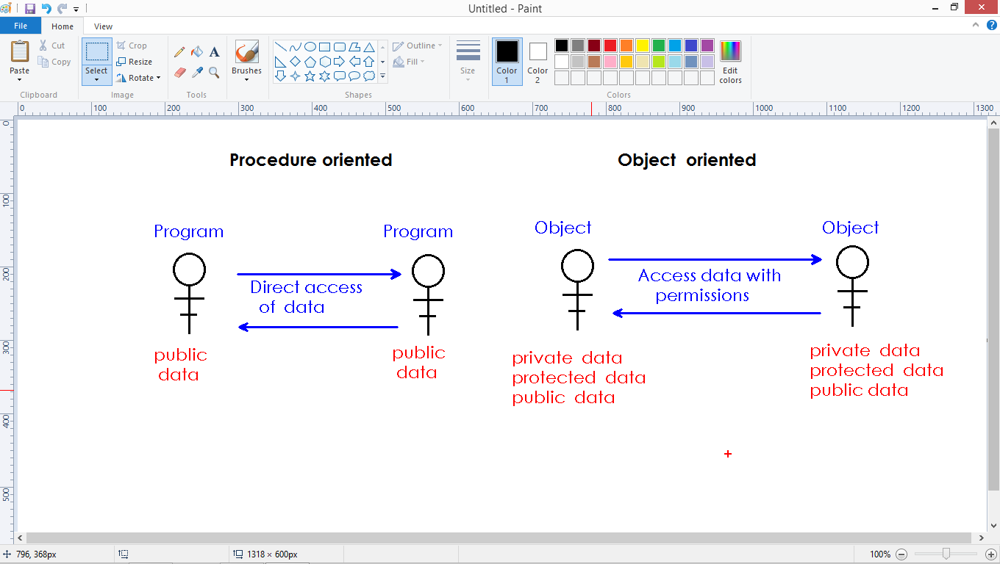 Untitled - Paint
File
Home
View
Paste
Cut
Copy
Clipboard
Select
Crop
Resize
Rotate
Image
A
Tools
Brushes
Shapes
Outline
Fill
Size
Color 1
Color 2
Edit colors
Colors
0 100 200 300 400 500 600 700 800 900 1000 1100 1200 1300
0
100
200
300
400
500
Procedure oriented
Object oriented
Program
Program
Direct access
of data
public
data
public
data
Object
Object
Access data with
permissions
private data
protected data
public data
private data
protected data
public data
796, 368px
1318 × 600px
100%